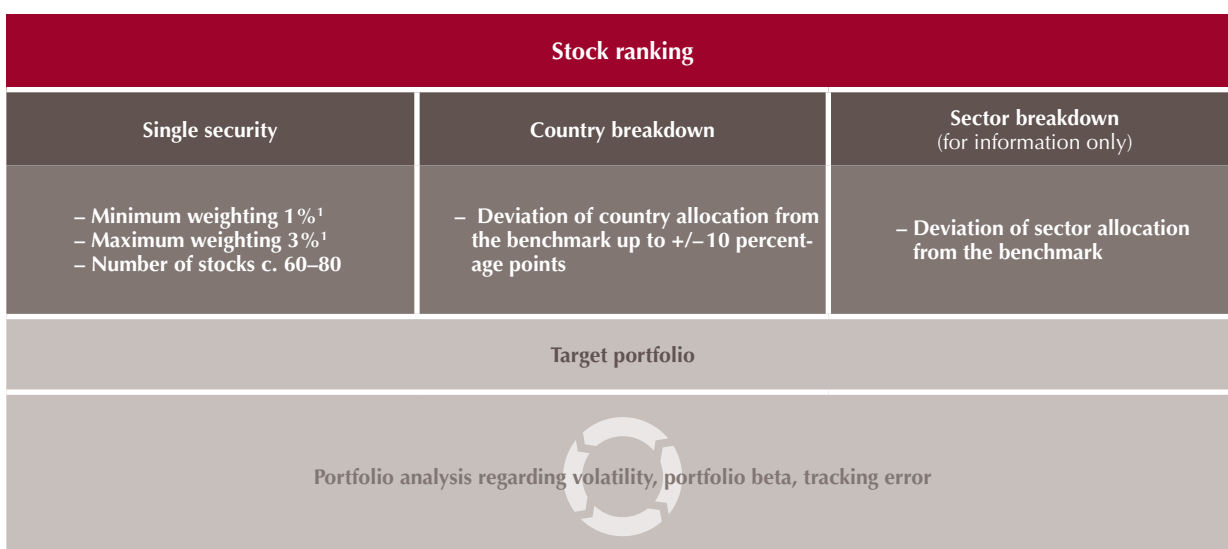 Stock ranking
Single security
Country breakdown
Sector breakdown
(for information only)
– Minimum weighting 1%¹
– Maximum weighting 3%¹
– Number of stocks c. 60–80
– Deviation of country allocation from
the benchmark up to +/–10 percent-
age points
– Deviation of sector allocation
from the benchmark
Target portfolio
Portfolio analysis regarding volatility, portfolio beta, tracking error